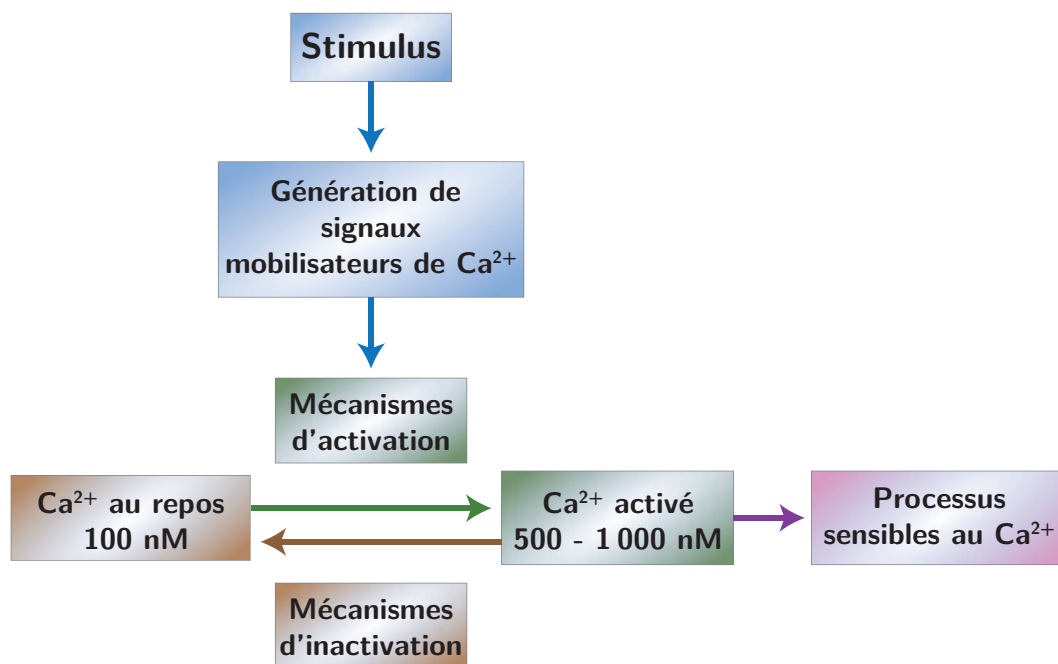 Stimulus
Génération de
signaux
mobilisateurs de Ca²⁺
Mécanismes
d'activation
Ca²⁺ au repos
100 nM
Ca²⁺ activé
500 - 1 000 nM
Processus
sensibles au Ca²⁺
Mécanismes
d'inactivation